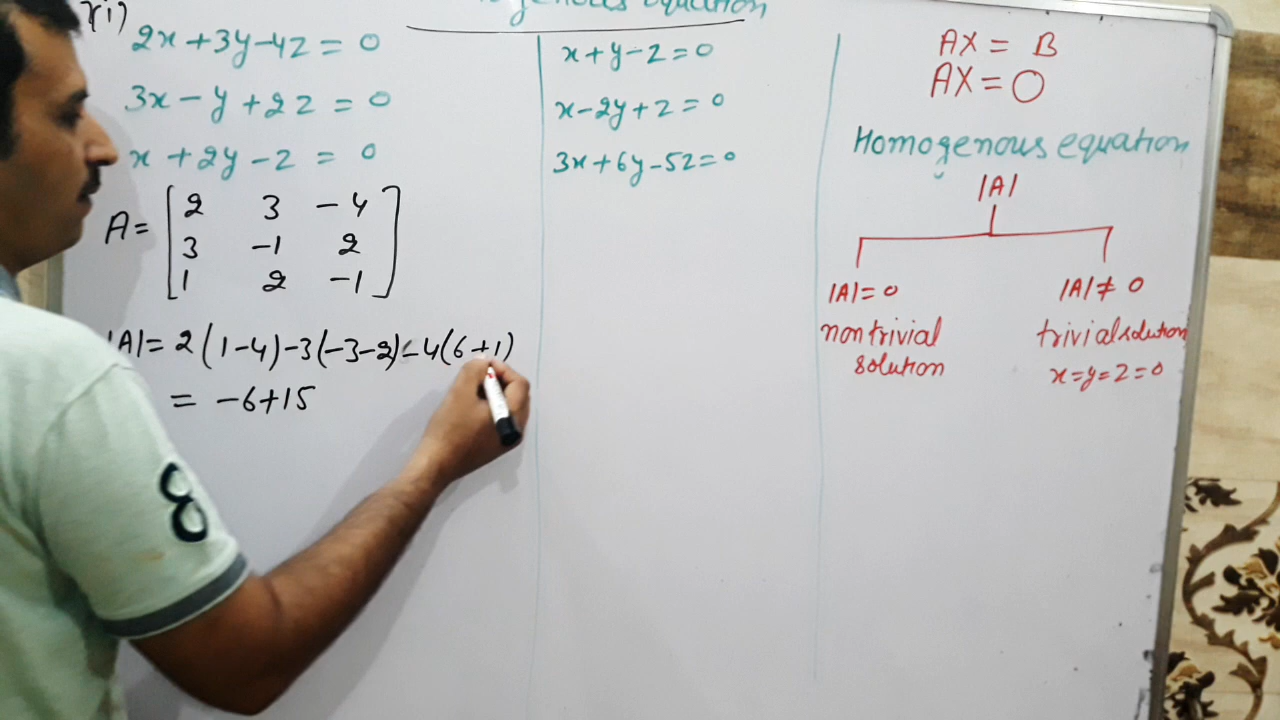 (i)
2x+3y-4z=0
3x-y+2z=0
x+2y-z=0
A= [2 3 -4
3 -1 2
1 2 -1]
|A|= 2(1-4)-3(-3-2)-4(6+1)
= -6+15
equation
x+y-z=0
x-2y+z=0
3x+6y-5z=0
AX = B
AX = O
Homogenous equation
|A|
|A|=0
non trivial
solution
|A|≠0
trivial solution
x=y=z=0
8